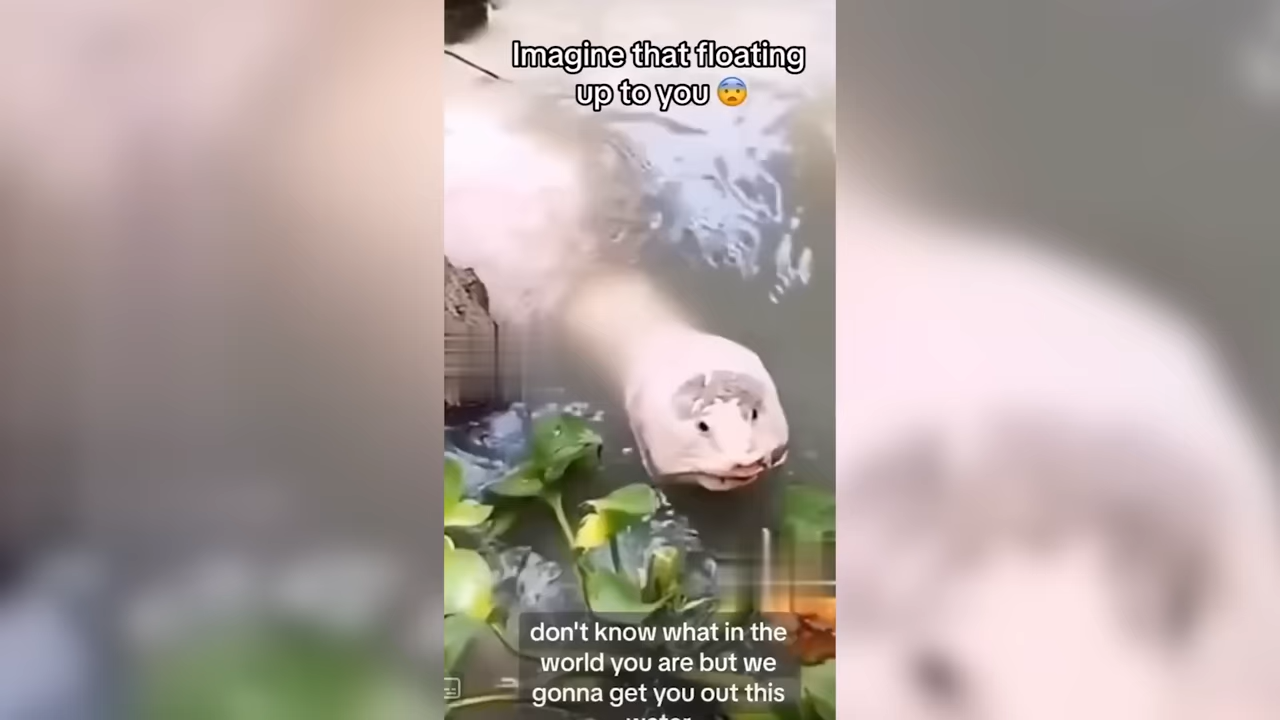 Imagine that floating
up to you 😨
don't know what in the
world you are but we
gonna get you out this
water